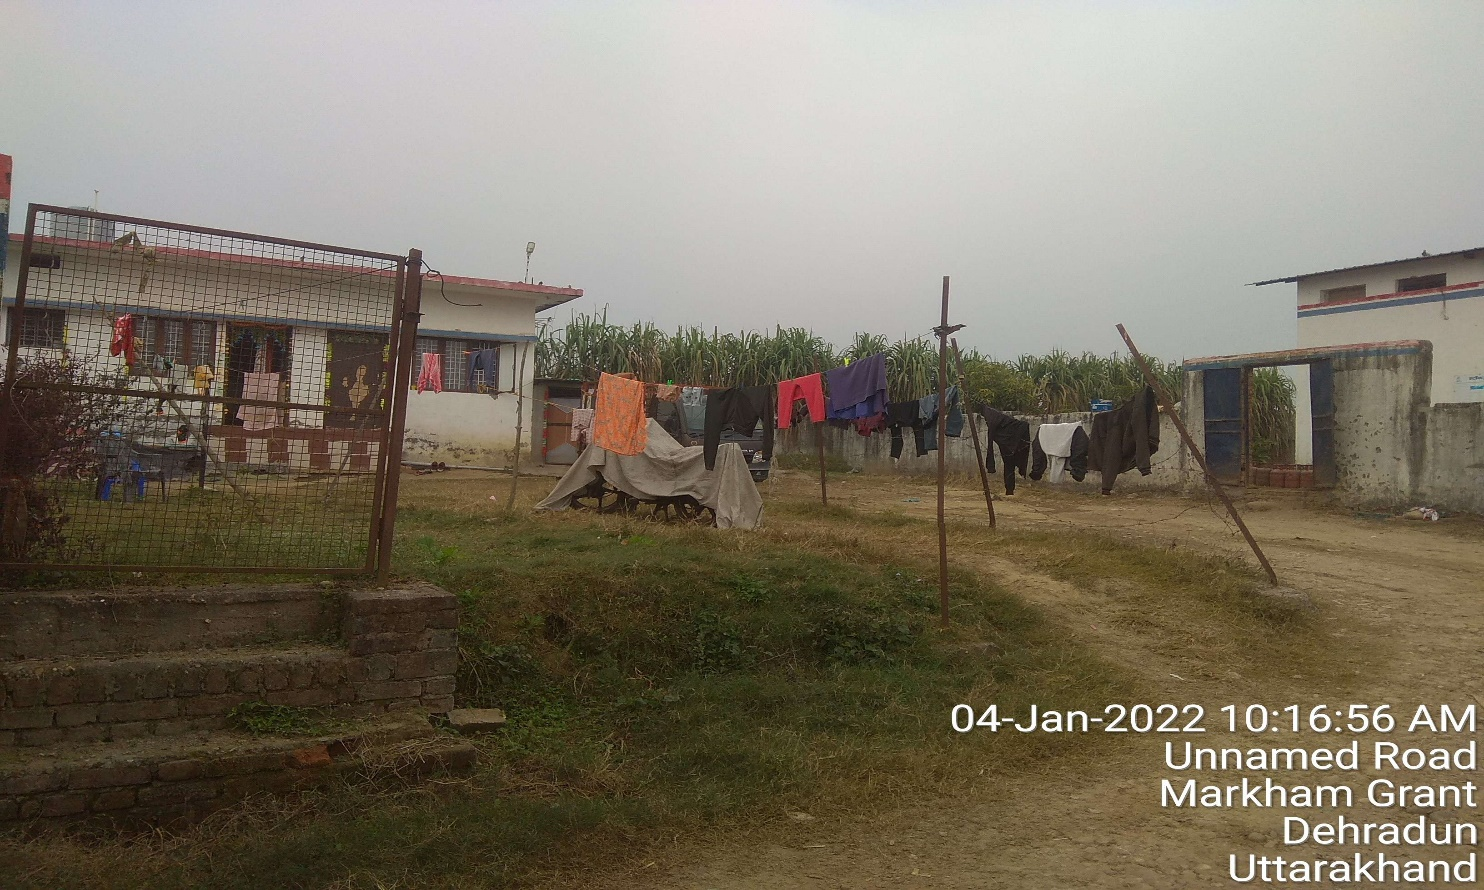 04-Jan-2022 10:16:56 AM
Unnamed Road
Markham Grant
Dehradun
Uttarakhand